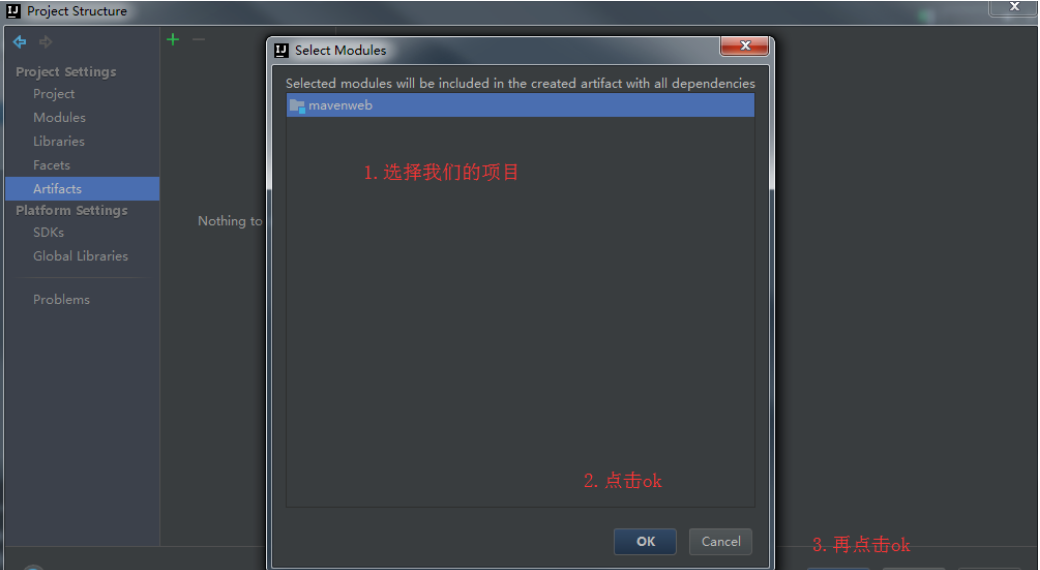 Project Structure
Select Modules
Project Settings
Project
Modules
Libraries
Facets
Artifacts
Platform Settings
SDKs
Global Libraries
Problems
Nothing to
Selected modules will be included in the created artifact with all dependencies
mavenweb
1.选择我们的项目
2.点击ok
OK
Cancel
3.再点击ok